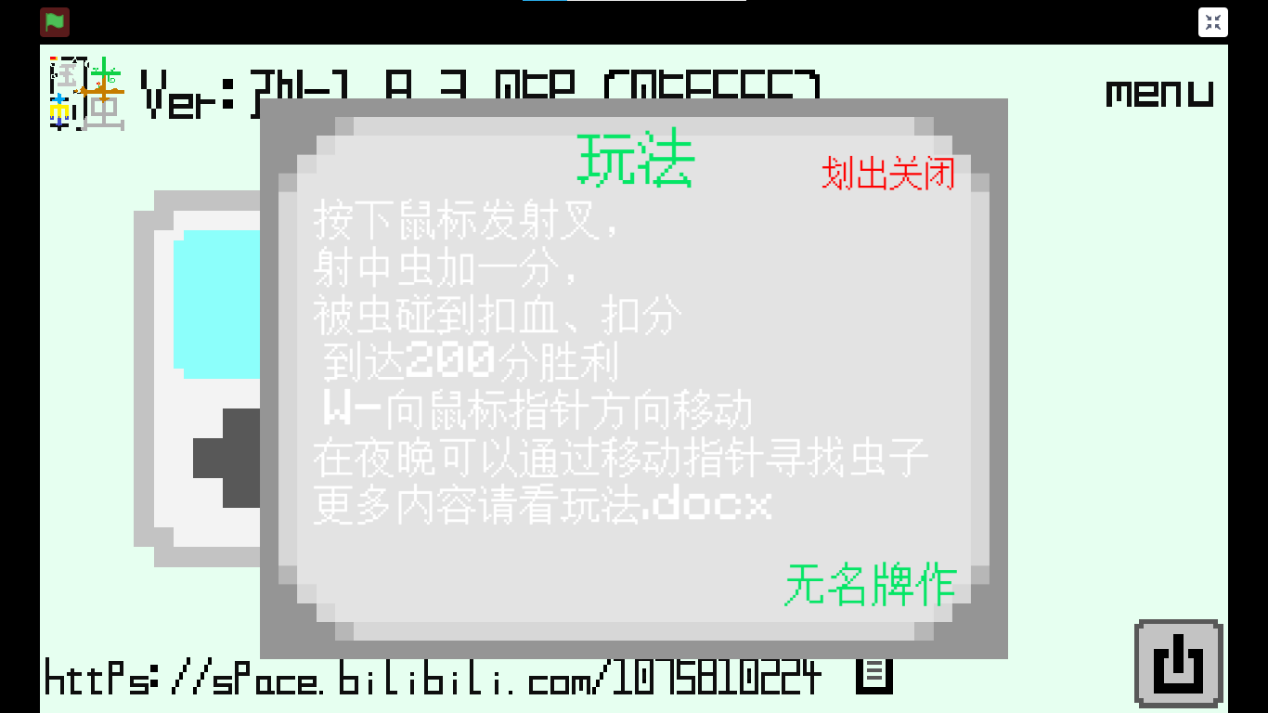 Ver:
menu
玩法
划出关闭
按下鼠标发射叉，
射中虫加一分，
被虫碰到扣血、扣分
到达200分胜利
W-向鼠标指针方向移动
在夜晚可以通过移动指针寻找虫子
更多内容请看玩法.docx
无名牌作
https://space.bilibili.com/1075810224